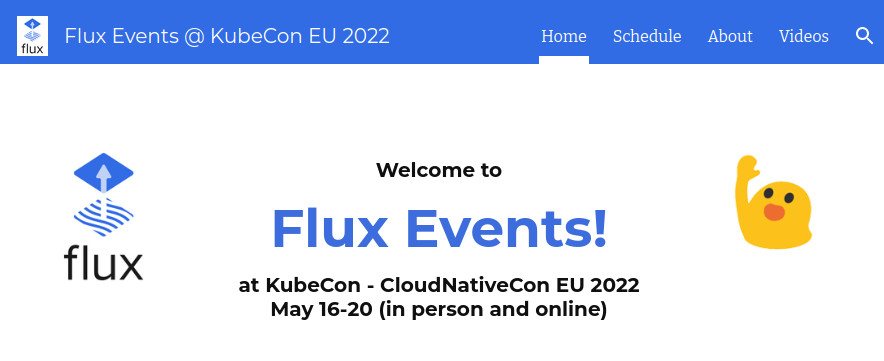 flux
Flux Events @ KubeCon EU 2022
Home
Schedule
About
Videos
flux
Welcome to
Flux Events!
at KubeCon - CloudNativeCon EU 2022
May 16-20 (in person and online)